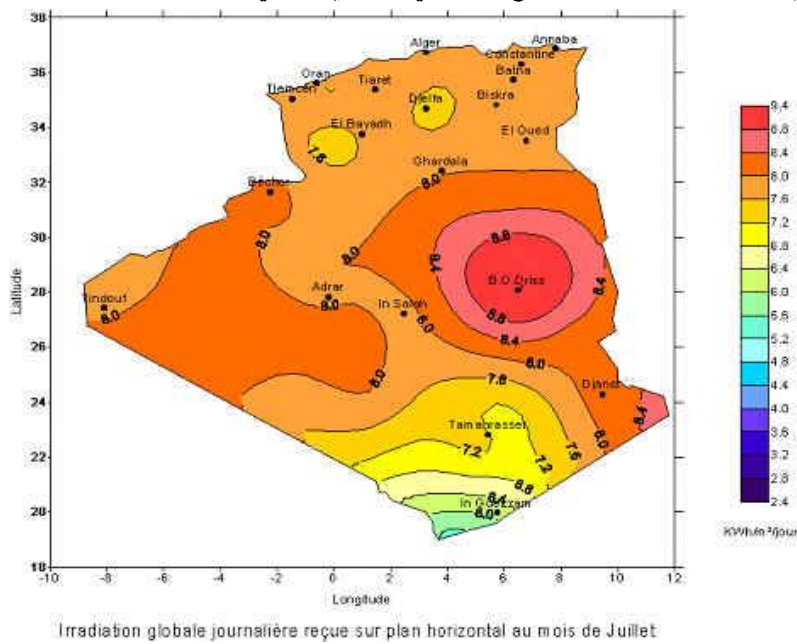 38
36
34
32
30
28
26
24
22
20
18
Latitude
-10 -8 -6 -4 -2 0 2 4 6 8 10 12
Longitude
Alger
Annaba
Constantine
Batna
Oran
Tiaret
Tlemcen
Djelfa
Biskra
El Bayadh
El Oued
7.6
Ghardaia
8.0
Béchar
8.0
8.8
8.0
8.4
B.O.Driss
8.4
Tindouf
8.0
Adrar
8.0
In Salah
8.0
8.8
8.4
8.0
8.0
7.6
Djanet
8.4
Tamanrasset
8.0
7.2
7.2
7.6
6.8
6.4
In Guezzam
6.0
9.4
8.8
8.4
8.0
7.6
7.2
6.8
6.4
6.0
5.6
5.2
4.8
4.4
4.0
3.6
3.2
2.8
2.4
KWh/m²/jour
Irradiation globale journalière reçue sur plan horizontal au mois de Juillet